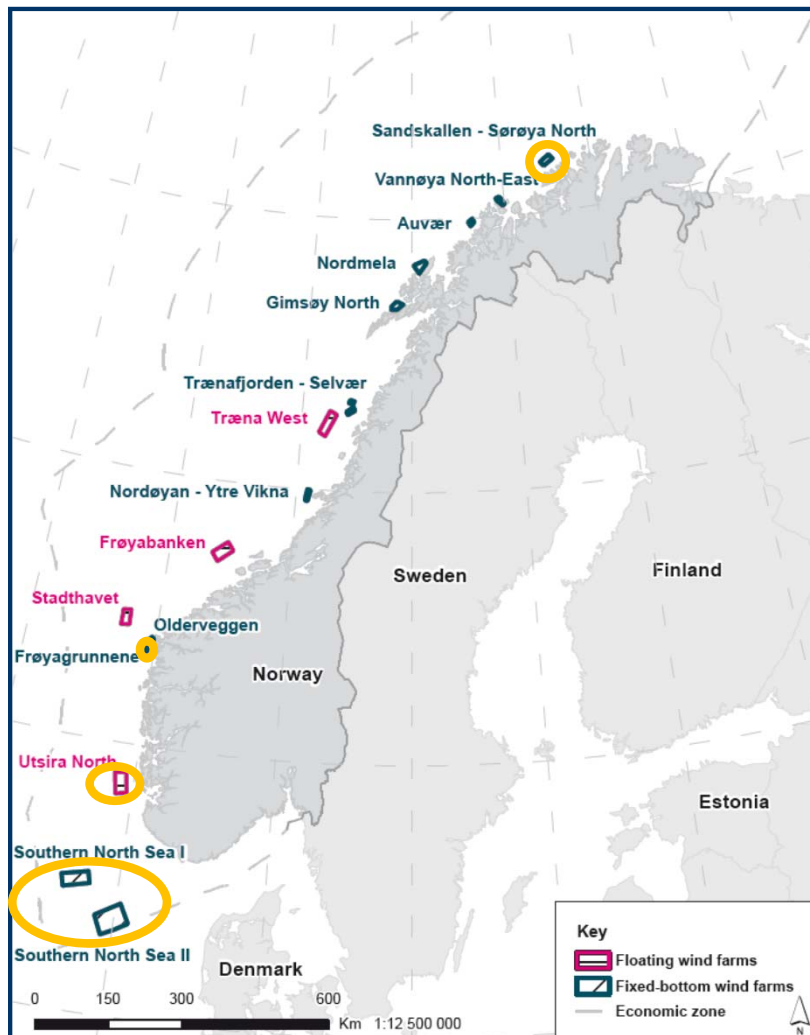 Sandskallen - Sørøya North
Vannøya North-East
Auvær
Nordmela
Gimsøy North
Trænafjorden - Selvær
Træna West
Nordøyan - Ytre Vikna
Frøyabanken
Sweden
Finland
Stadthavet
Olderveggen
Frøyagrunnene
Norway
Utsira North
Estonia
Southern North Sea I
Southern North Sea II
Denmark
Key
Floating wind farms
Fixed-bottom wind farms
Economic zone
0 150 300 600
Km 1:12 500 000
N